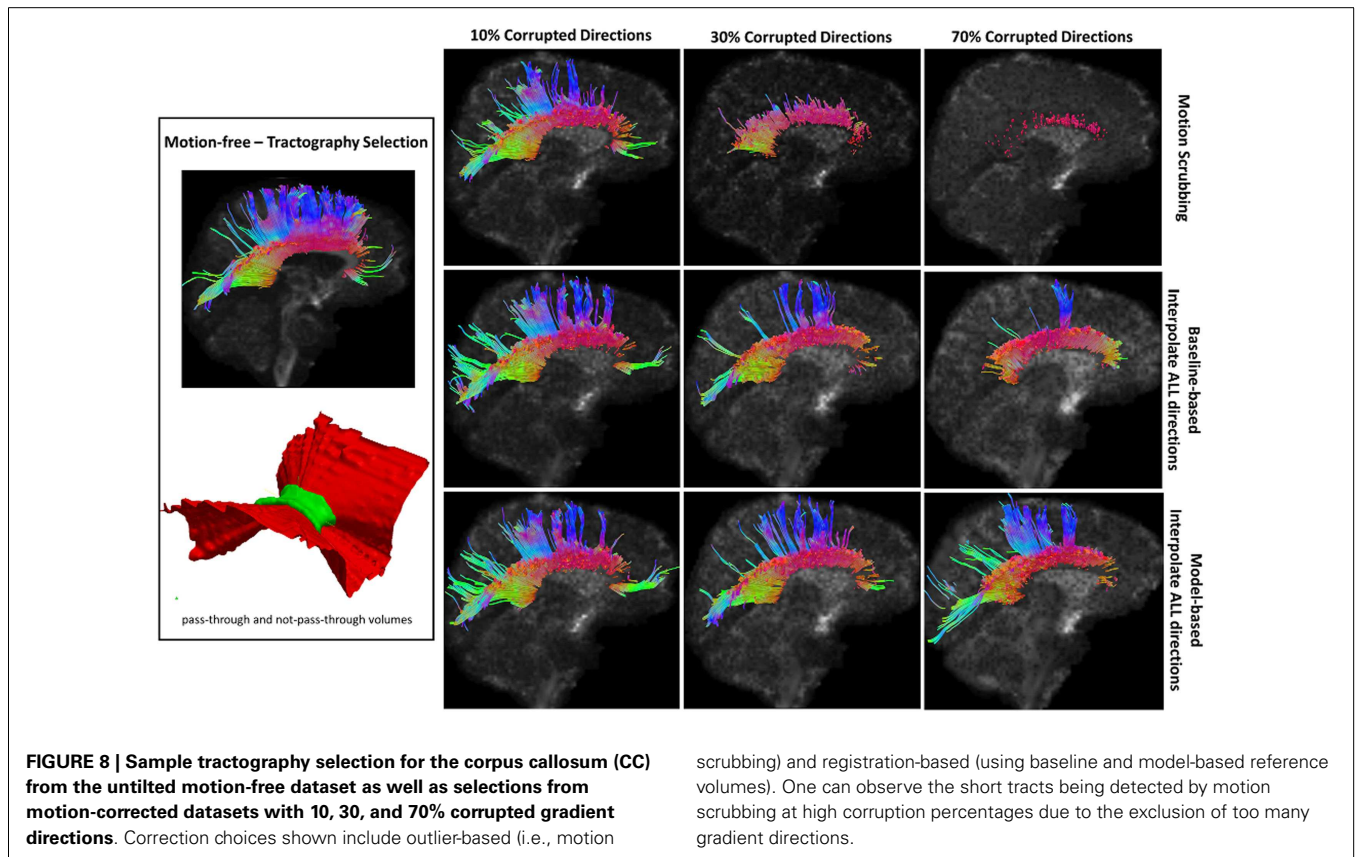 10% Corrupted Directions
30% Corrupted Directions
70% Corrupted Directions
Motion-free – Tractography Selection
pass-through and not-pass-through volumes
Motion Scrubbing
Baseline-based
Interpolate ALL directions
Model-based
Interpolate ALL directions
FIGURE 8 | Sample tractography selection for the corpus callosum (CC)
from the untilted motion-free dataset as well as selections from
motion-corrected datasets with 10, 30, and 70% corrupted gradient
directions. Correction choices shown include outlier-based (i.e., motion
scrubbing) and registration-based (using baseline and model-based reference
volumes). One can observe the short tracts being detected by motion
scrubbing at high corruption percentages due to the exclusion of too many
gradient directions.